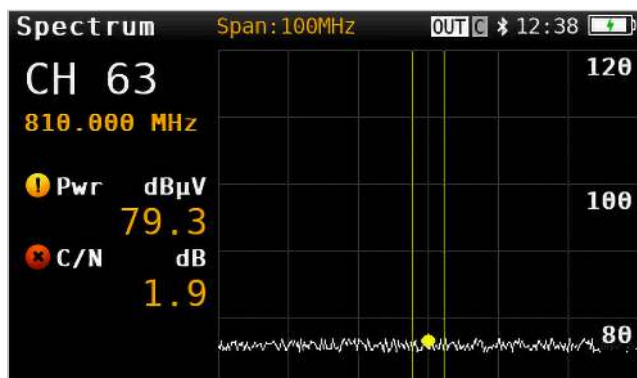 Spectrum Span:100MHz OUT C 12:38
CH 63
810.000 MHz
! Pwr dBµV
79.3
C/N dB
1.9
120
100
80